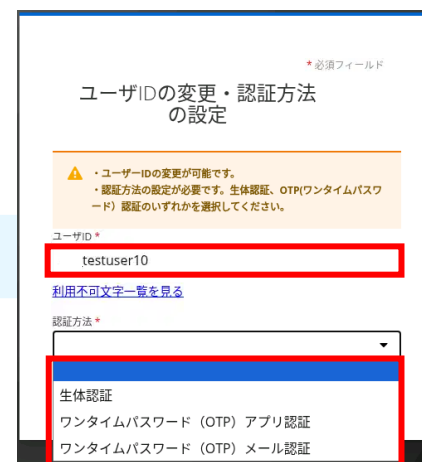 *必須フィールド
ユーザIDの変更・認証方法
の設定
・ユーザーIDの変更が可能です。
・認証方法の設定が必要です。生体認証、OTP(ワンタイムパスワ
ード）認証のいずれかを選択してください。
ユーザID *
testuser10
利用不可文字一覧を見る
認証方法 *
生体認証
ワンタイムパスワード（OTP）アプリ認証
ワンタイムパスワード（OTP）メール認証